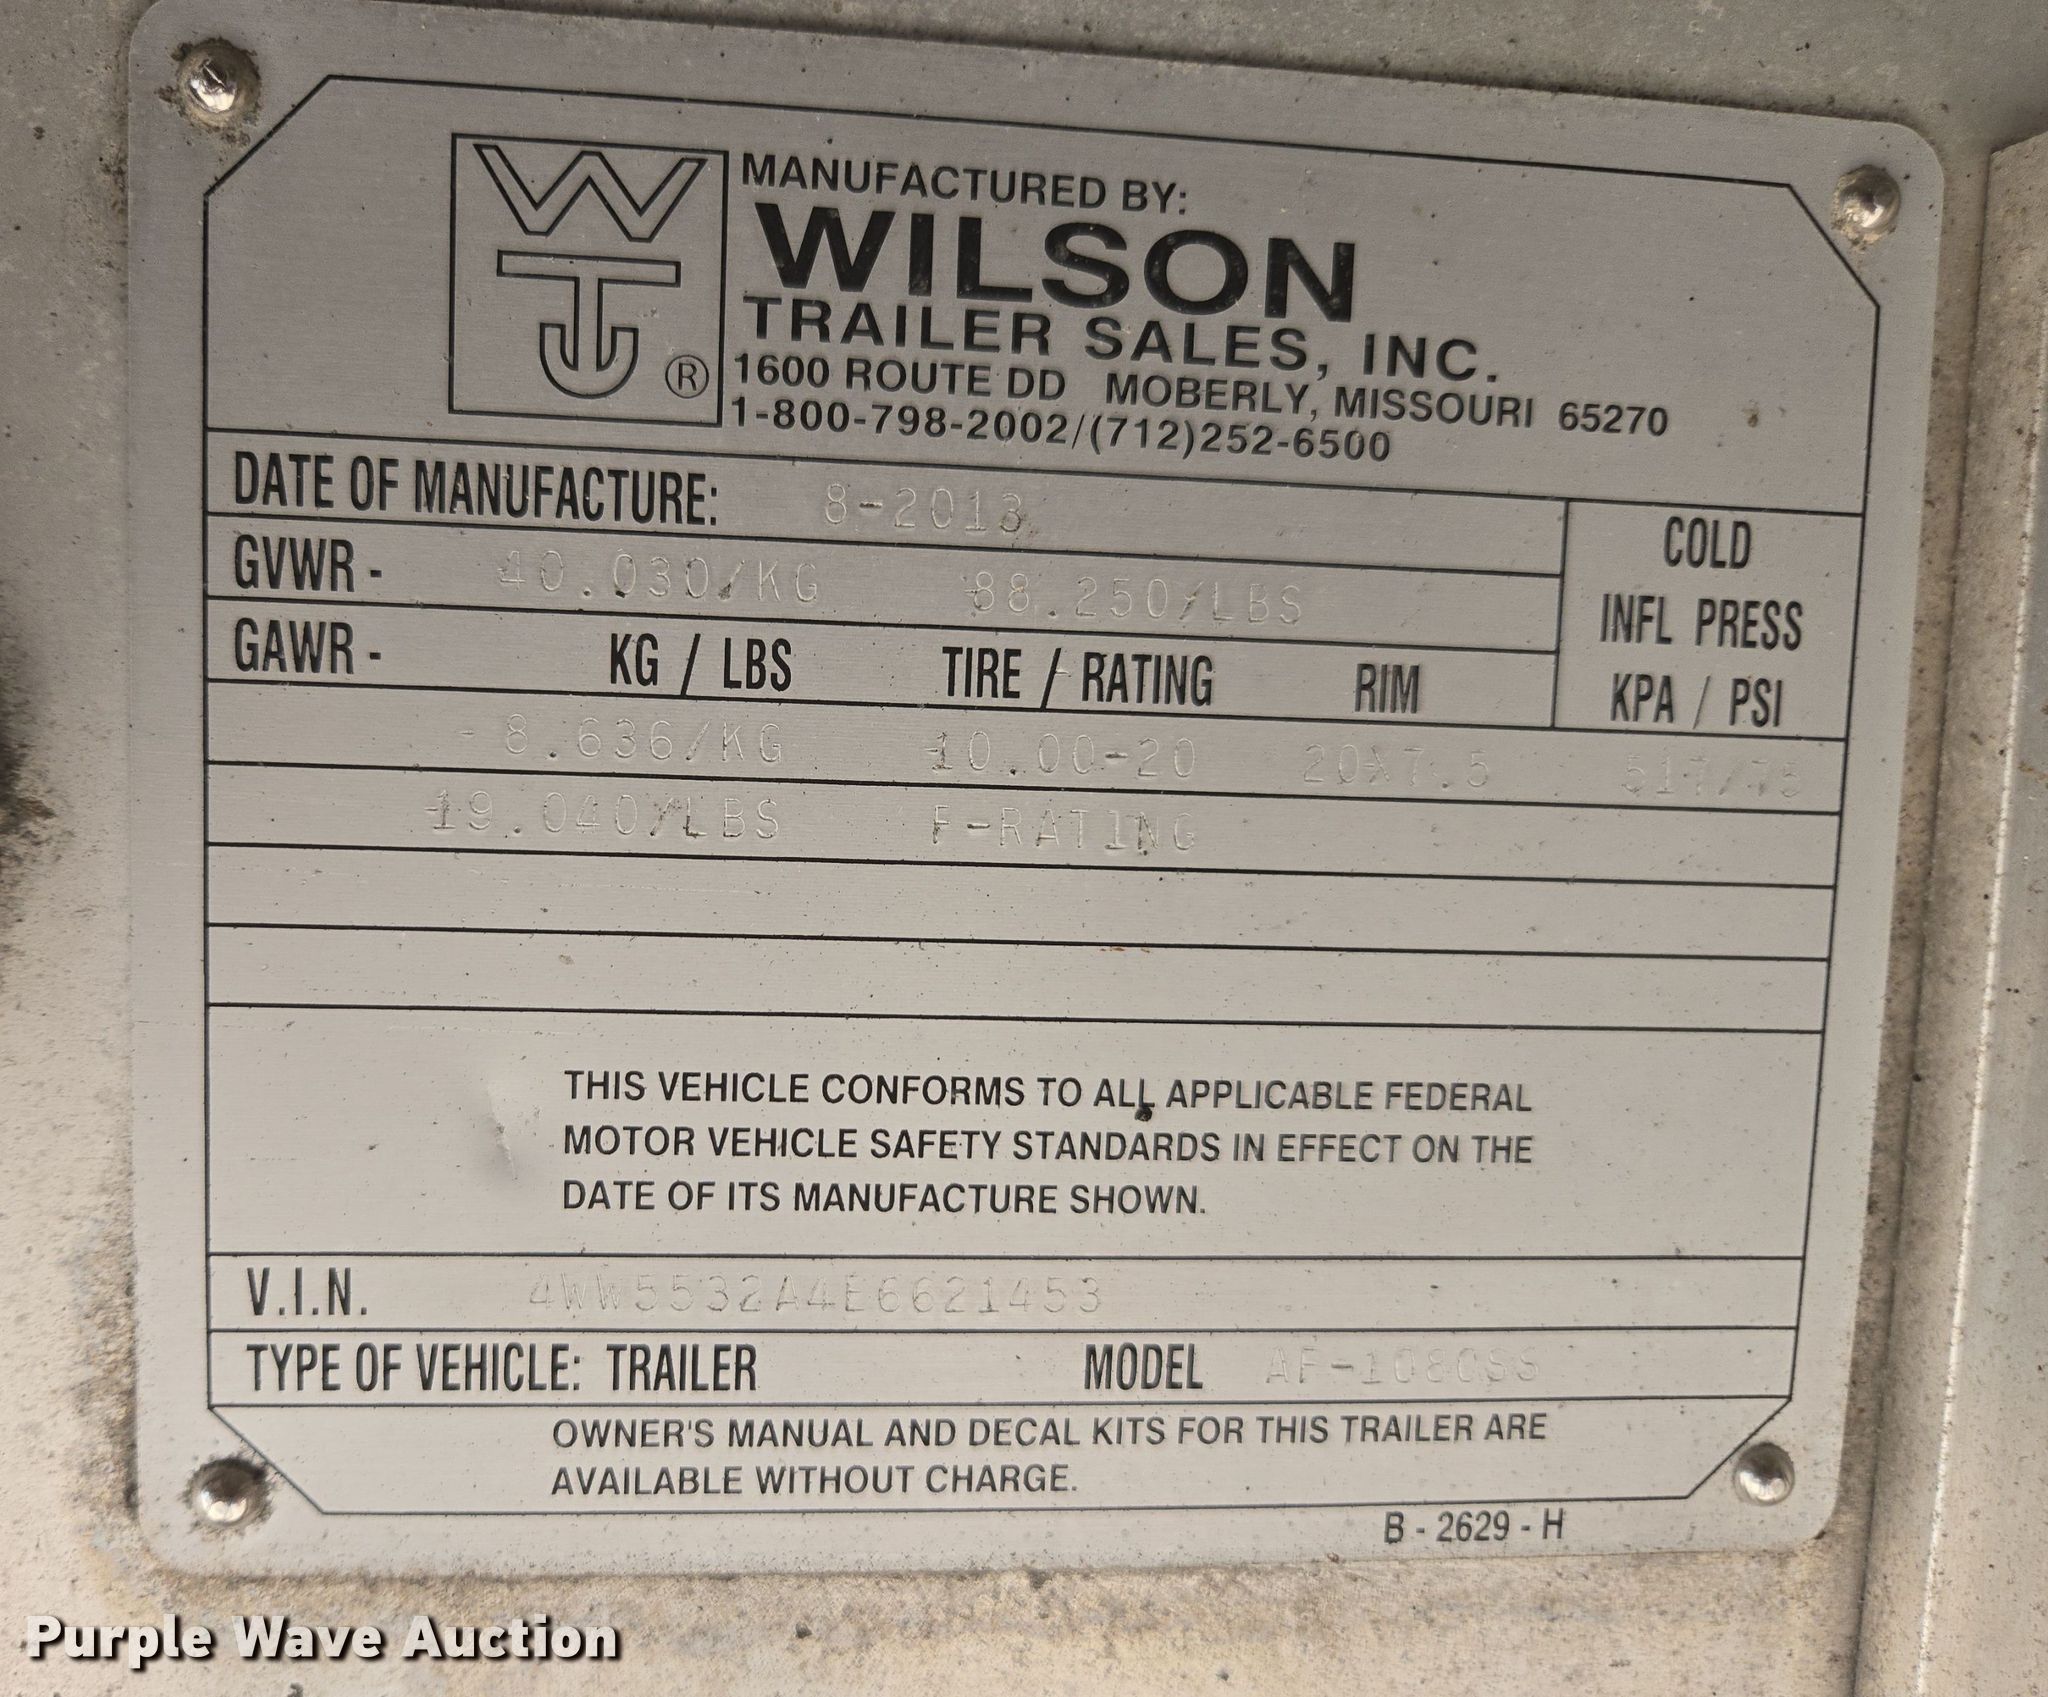 WTJ ®
MANUFACTURED BY:
WILSON
TRAILER SALES, INC.
1600 ROUTE DD MOBERLY, MISSOURI 65270
1-800-798-2002/(712)252-6500
DATE OF MANUFACTURE: 8-2013
GVWR - 40.030/KG 88.250/LBS
GAWR - KG / LBS TIRE / RATING RIM
COLD
INFL PRESS
KPA / PSI
8.636/KG 10.00-20 20X7.5 517/75
19.040/LBS F-RATING
THIS VEHICLE CONFORMS TO ALL APPLICABLE FEDERAL
MOTOR VEHICLE SAFETY STANDARDS IN EFFECT ON THE
DATE OF ITS MANUFACTURE SHOWN.
V.I.N. 4WW5532A4E6621453
TYPE OF VEHICLE: TRAILER MODEL AF-1080SS
OWNER'S MANUAL AND DECAL KITS FOR THIS TRAILER ARE
AVAILABLE WITHOUT CHARGE.
B - 2629 - H
Purple Wave Auction